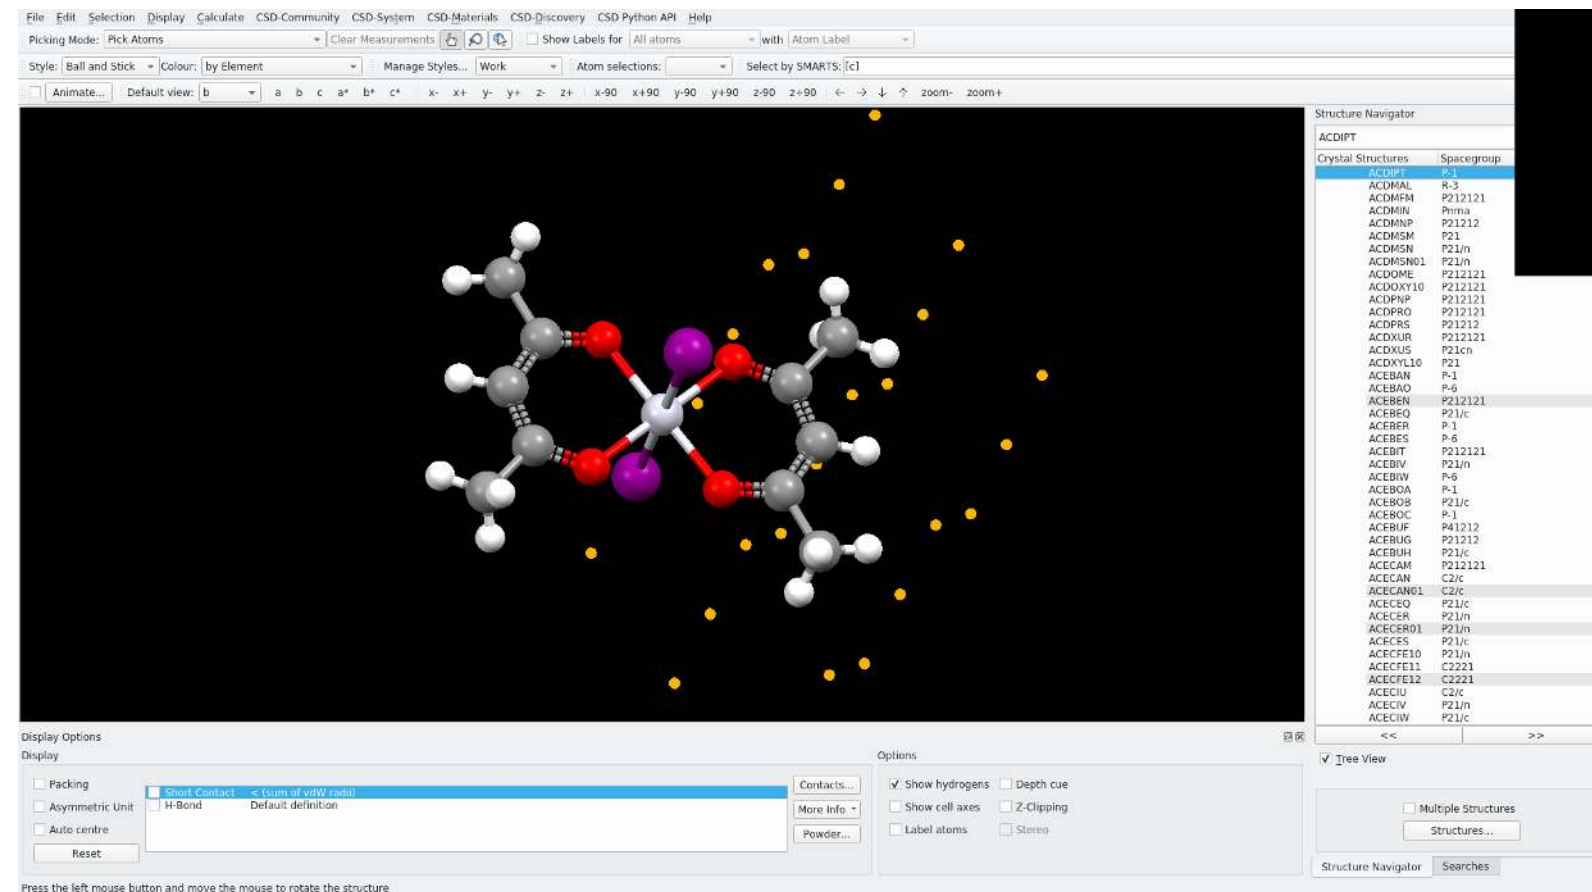 File Edit Selection Display Calculate CSD-Community CSD-System CSD-Materials CSD-Discovery CSD Python API Help
Picking Mode: Pick Atoms Clear Measurements Show Labels for All atoms with Atom Label
Style: Ball and Stick Colour: by Element Manage Styles... Work Atom selections: Select by SMARTS: [c]
Animate... Default view: b a b c a* b* c* x- x+ y- y+ z- z+ x-90 x+90 y-90 y+90 z-90 z+90 ← → ↓ ↑ zoom- zoom+
Structure Navigator
ACDIPT
Crystal Structures Spacegroup
ACDIPT P-1
ACDMAL R-3
ACDMFM P212121
ACDMIN Pnma
ACDMNP P21212
ACDMSM P21
ACDMSN P21/n
ACDMSN01 P21/n
ACDOME P212121
ACDOXY10 P212121
ACDPNP P212121
ACDPRO P212121
ACDPRS P21212
ACDXUR P212121
ACDXUS P21cn
ACDXYL10 P21
ACEBAN P-1
ACEBAO P-6
ACEBEN P212121
ACEBEQ P21/c
ACEBER P-1
ACEBES P-6
ACEBIT P212121
ACEBIV P21/n
ACEBIW P-6
ACEBOA P-1
ACEBOB P21/c
ACEBOC P-1
ACEBUF P41212
ACEBUG P21212
ACEBUH P21/c
ACECAM P212121
ACECAN C2/c
ACECAN01 C2/c
ACECEQ P21/c
ACECER P21/n
ACECER01 P21/n
ACECES P21/c
ACECFE10 P21/n
ACECFE11 C2221
ACECFE12 C2221
ACECIU C2/c
ACECIV P21/n
ACECIW P21/c
<< >>
Tree View
Multiple Structures
Structures...
Structure Navigator Searches
Display Options
Display
Packing
Asymmetric Unit
Auto centre
Reset
Short Contact < (sum of vdW radii)
H-Bond Default definition
Contacts...
More Info
Powder...
Options
Show hydrogens Depth cue
Show cell axes Z-Clipping
Label atoms Stereo
Press the left mouse button and move the mouse to rotate the structure